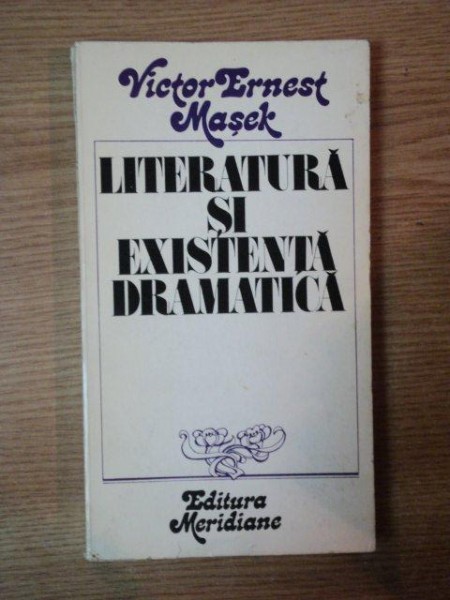 Victor Ernest
Mașek
LITERATURĂ
ȘI
EXISTENȚĂ
DRAMATICĂ
Editura
Meridiane